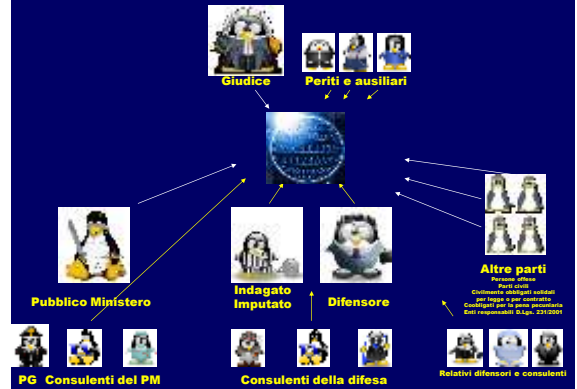 Giudice
Periti e ausiliari
Pubblico Ministero
Indagato
Imputato
Difensore
Altre parti
Persone offese
Parti civili
Civilmente obbligati solidali
per legge o per contratto
Coobligati per la pena pecuniaria
Enti responsabili D.Lgs. 231/2001
PG
Consulenti del PM
Consulenti della difesa
Relativi difensori e consulenti